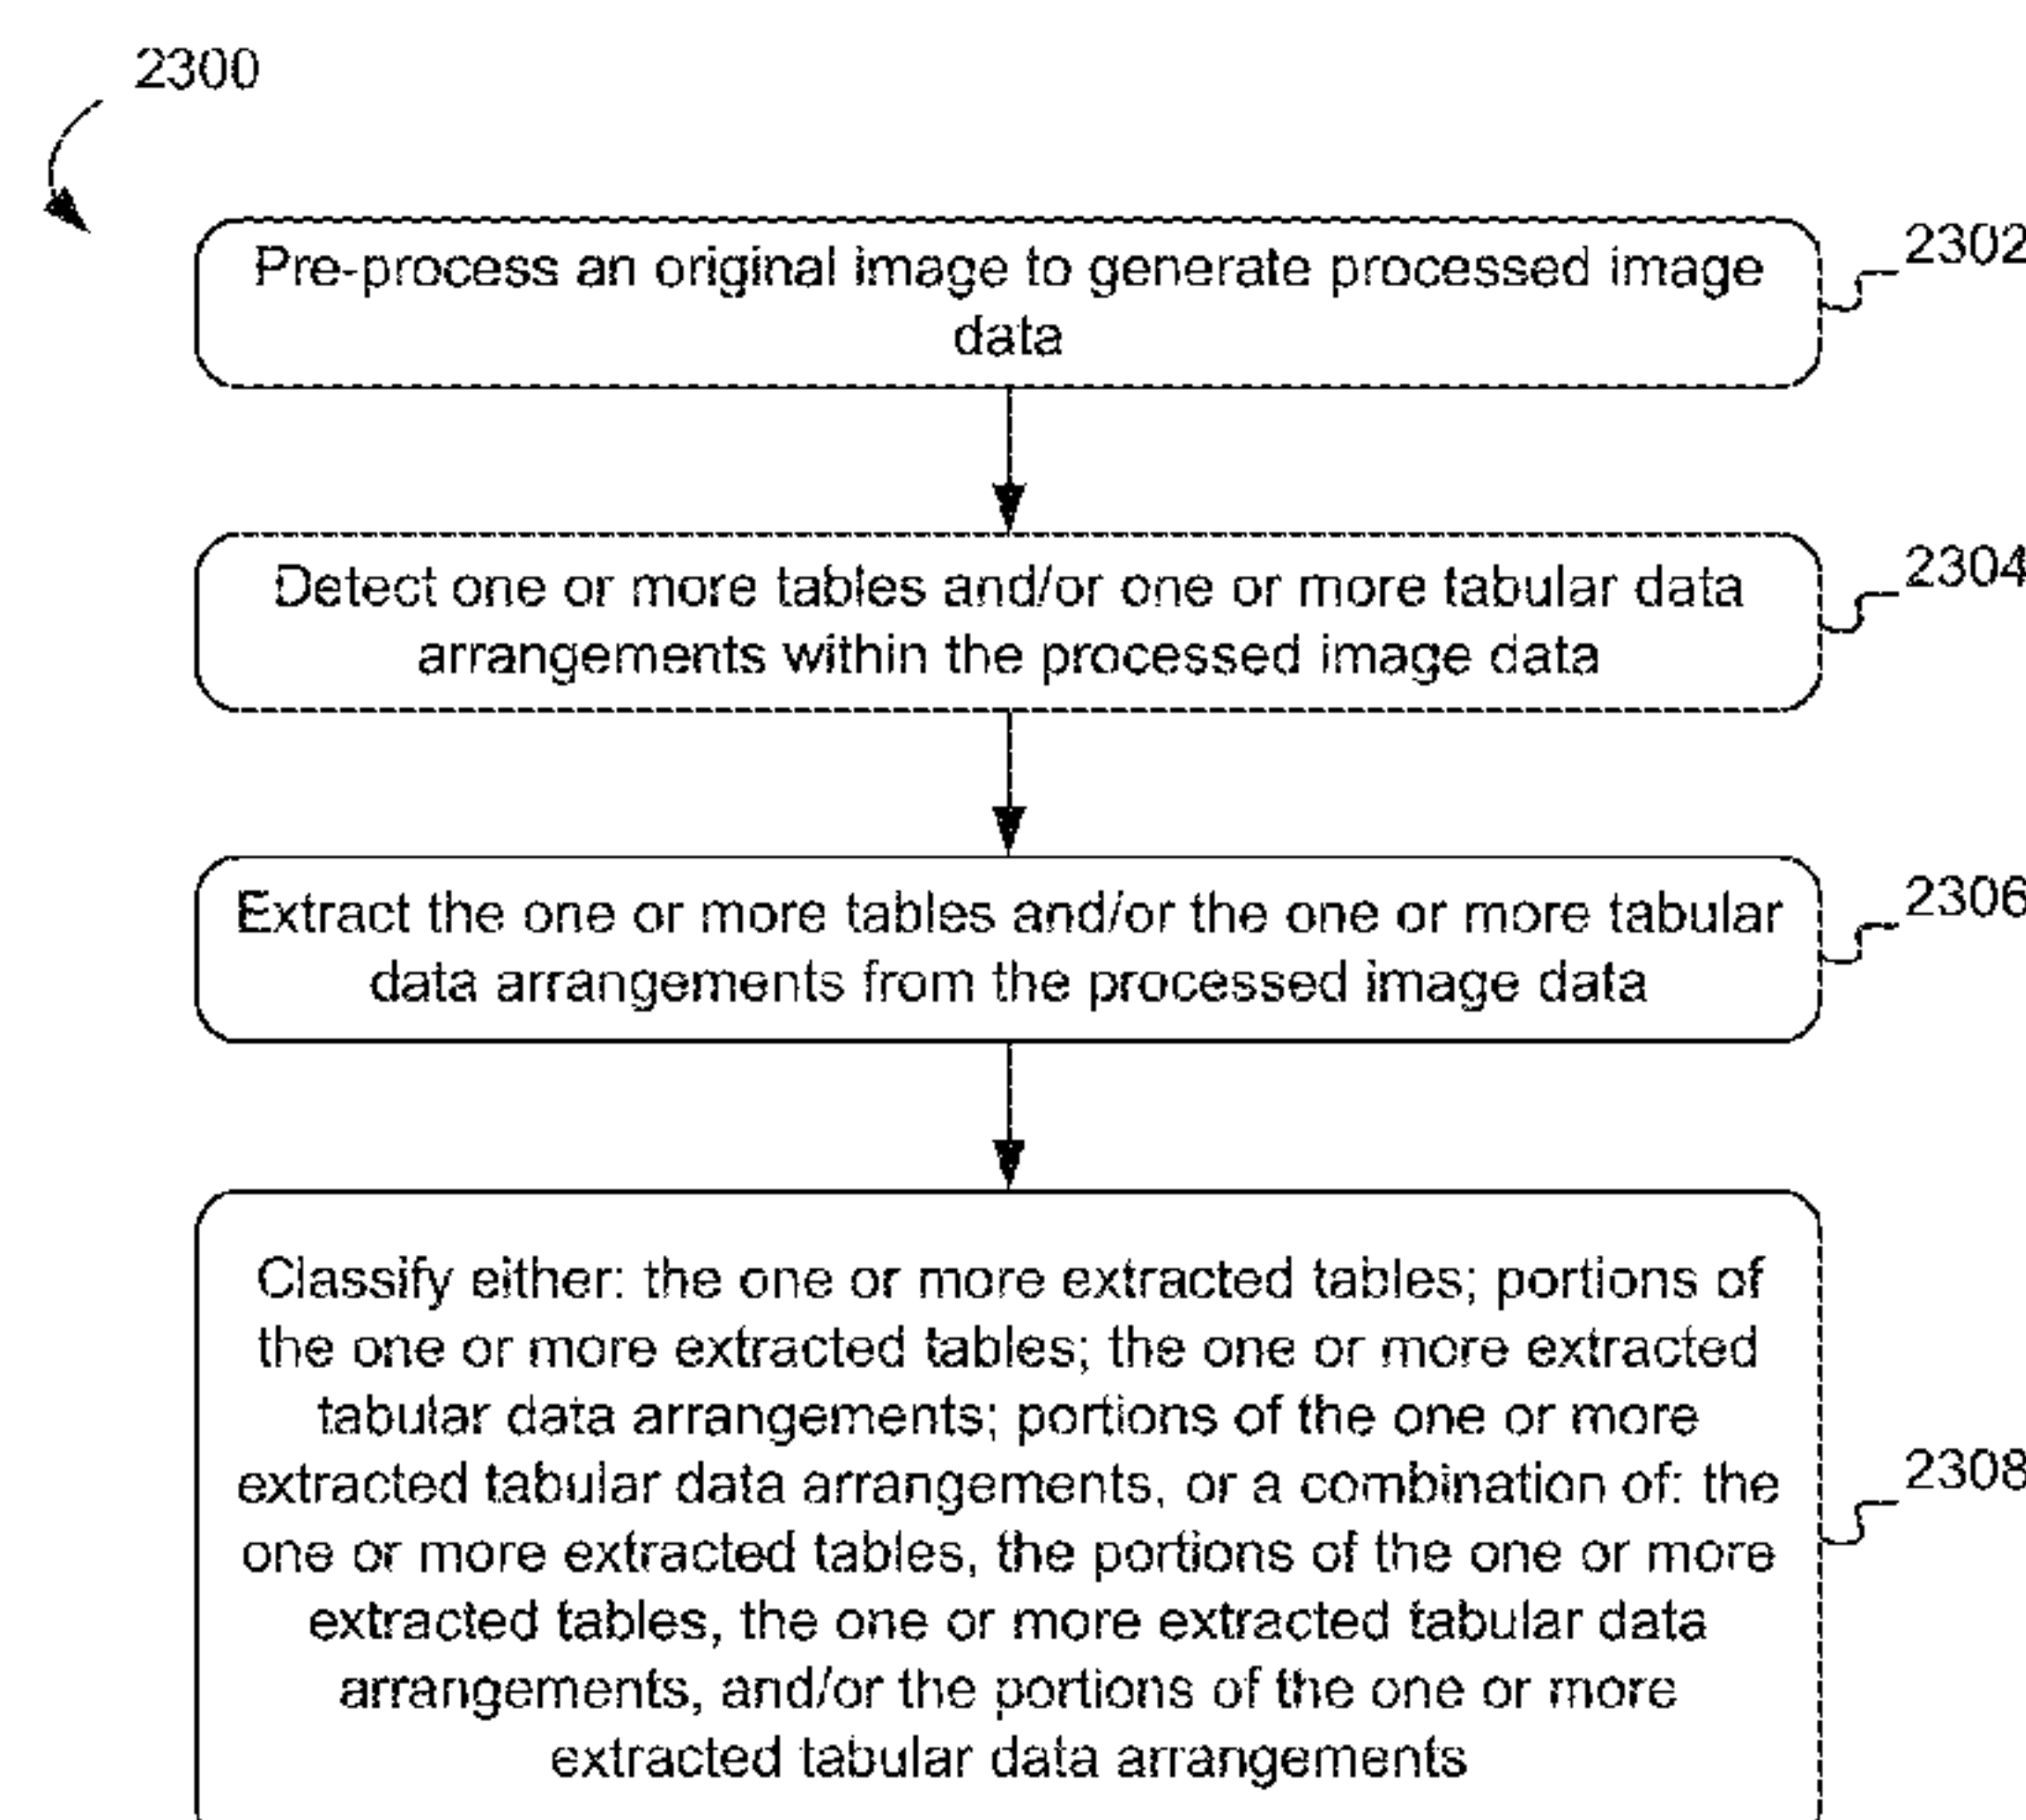 2300
Pre-process an original image to generate processed image
data
2302
Detect one or more tables and/or one or more tabular data
arrangements within the processed image data
2304
Extract the one or more tables and/or the one or more tabular
data arrangements from the processed image data
2306
Classify either: the one or more extracted tables; portions of
the one or more extracted tables; the one or more extracted
tabular data arrangements; portions of the one or more
extracted tabular data arrangements, or a combination of: the
one or more extracted tables, the portions of the one or more
extracted tables, the one or more extracted tabular data
arrangements, and/or the portions of the one or more
extracted tabular data arrangements
2308